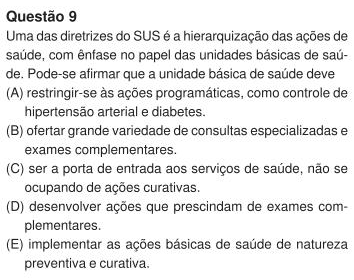 Questão 9
Uma das diretrizes do SUS é a hierarquização das ações de
saúde, com ênfase no papel das unidades básicas de saú-
de. Pode-se afirmar que a unidade básica de saúde deve
(A) restringir-se às ações programáticas, como controle de
hipertensão arterial e diabetes.
(B) ofertar grande variedade de consultas especializadas e
exames complementares.
(C) ser a porta de entrada aos serviços de saúde, não se
ocupando de ações curativas.
(D) desenvolver ações que prescindam de exames com-
plementares.
(E) implementar as ações básicas de saúde de natureza
preventiva e curativa.